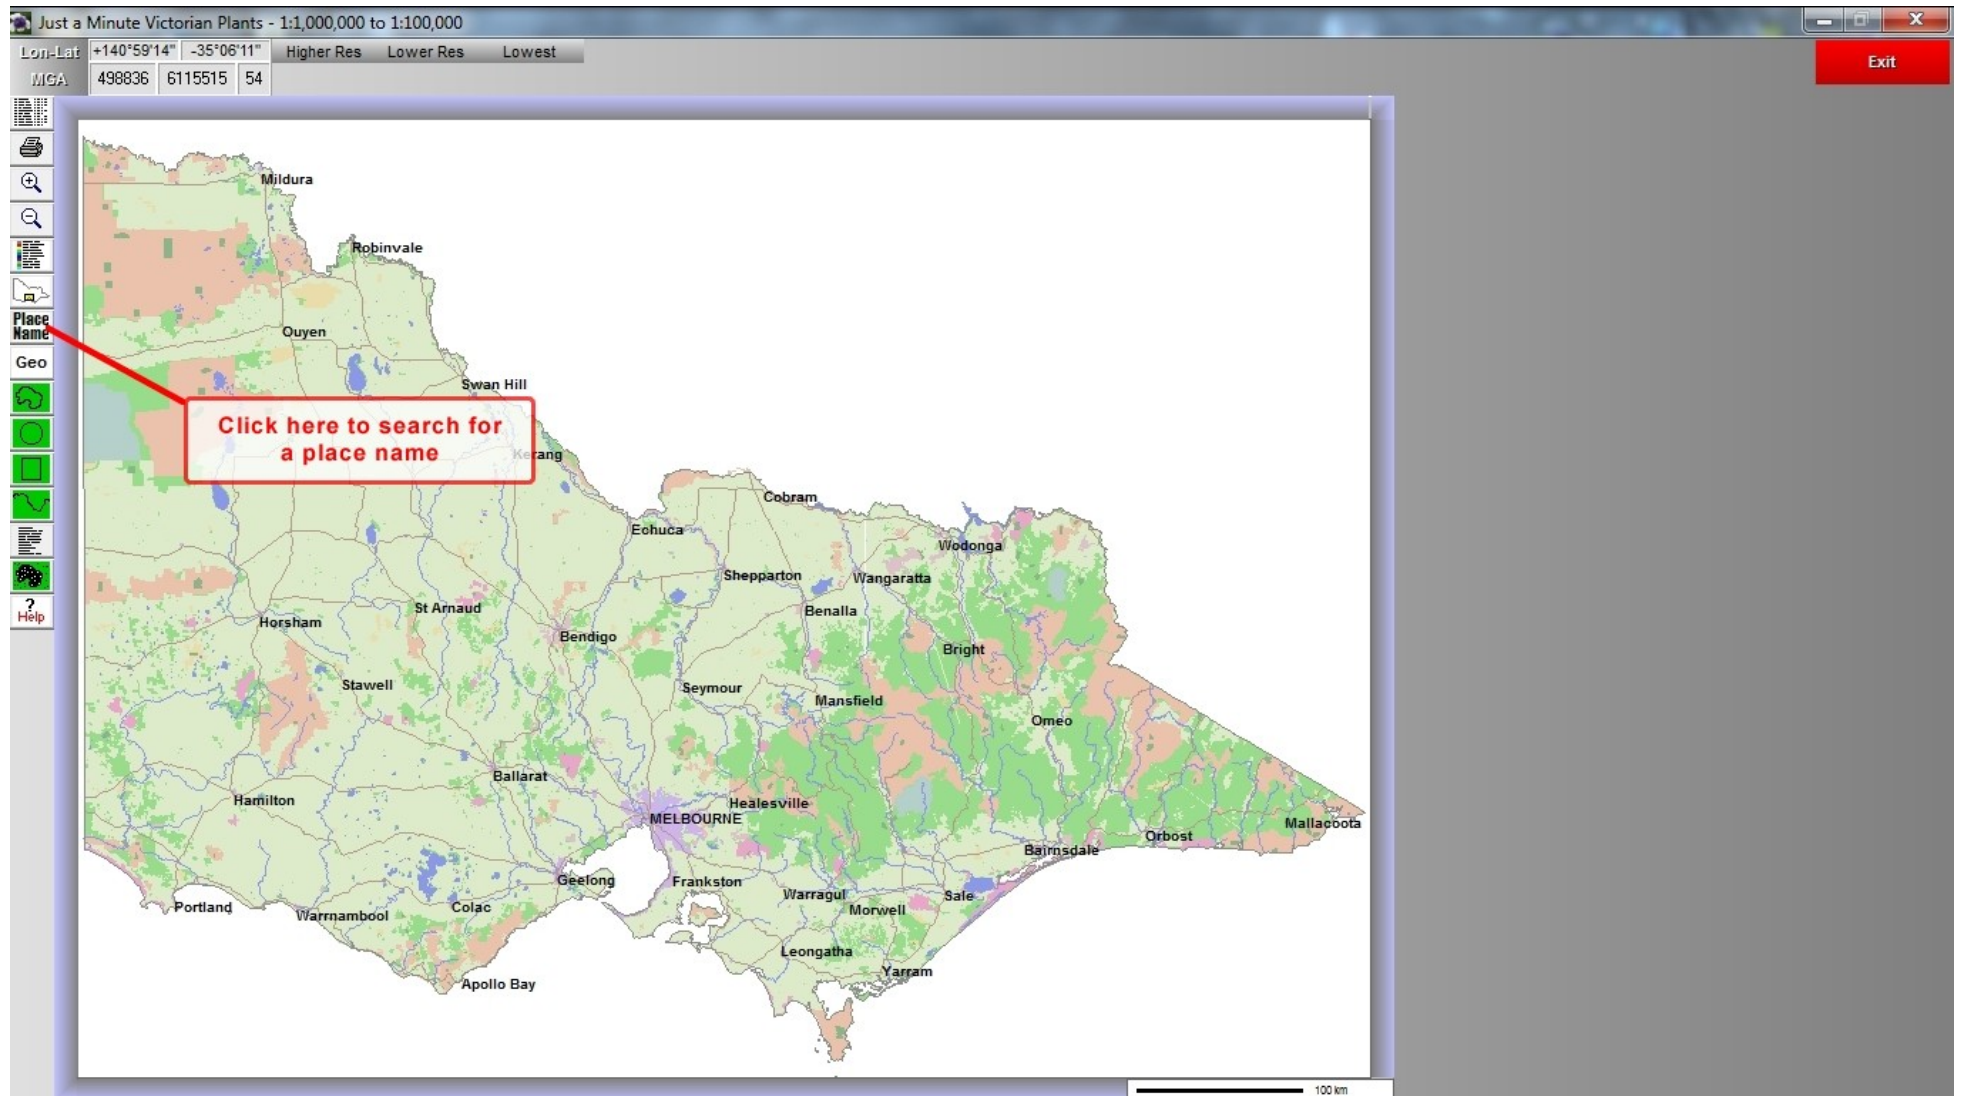 Just a Minute Victorian Plants - 1:1,000,000 to 1:100,000
Lon-Lat +140°59'14" -35°06'11" Higher Res Lower Res Lowest
Exit
MGA 498836 6115515 54
Mildura
Robinvale
Place
Name
Ouyen
Geo
Swan Hill
Click here to search for
a place name
Kerang
Cobram
Echuca
Wodonga
Shepparton
Wangaratta
?
Help
St Arnaud
Benalla
Horsham
Bendigo
Bright
Stawell
Seymour
Mansfield
Omeo
Ballarat
Hamilton
Healesville
MELBOURNE
Mallacoota
Orbost
Bairnsdale
Geelong
Frankston
Warragul
Sale
Portland
Warrnambool
Colac
Morwell
Leongatha
Yarram
Apollo Bay
100 km